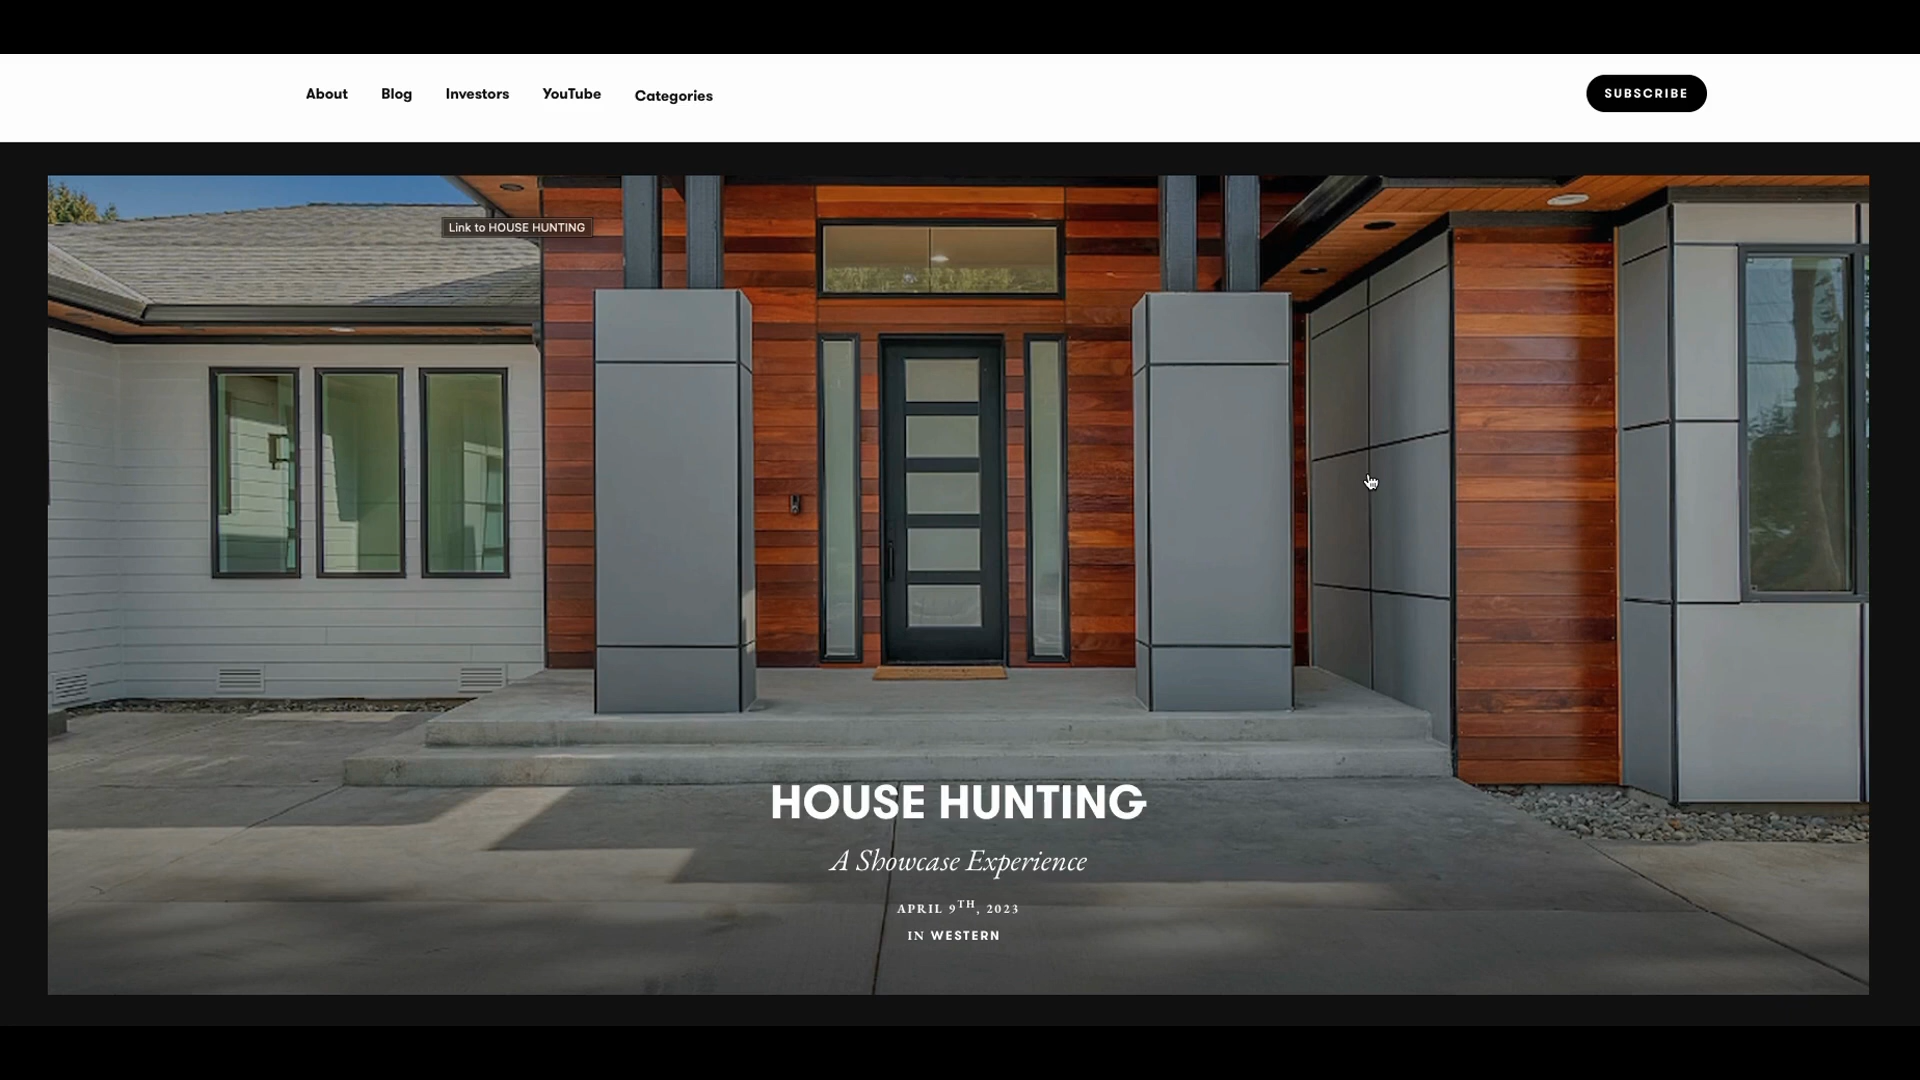 About Blog Investors YouTube Categories SUBSCRIBE
Link to HOUSE HUNTING
HOUSE HUNTING
A Showcase Experience
APRIL 9TH, 2023
IN WESTERN